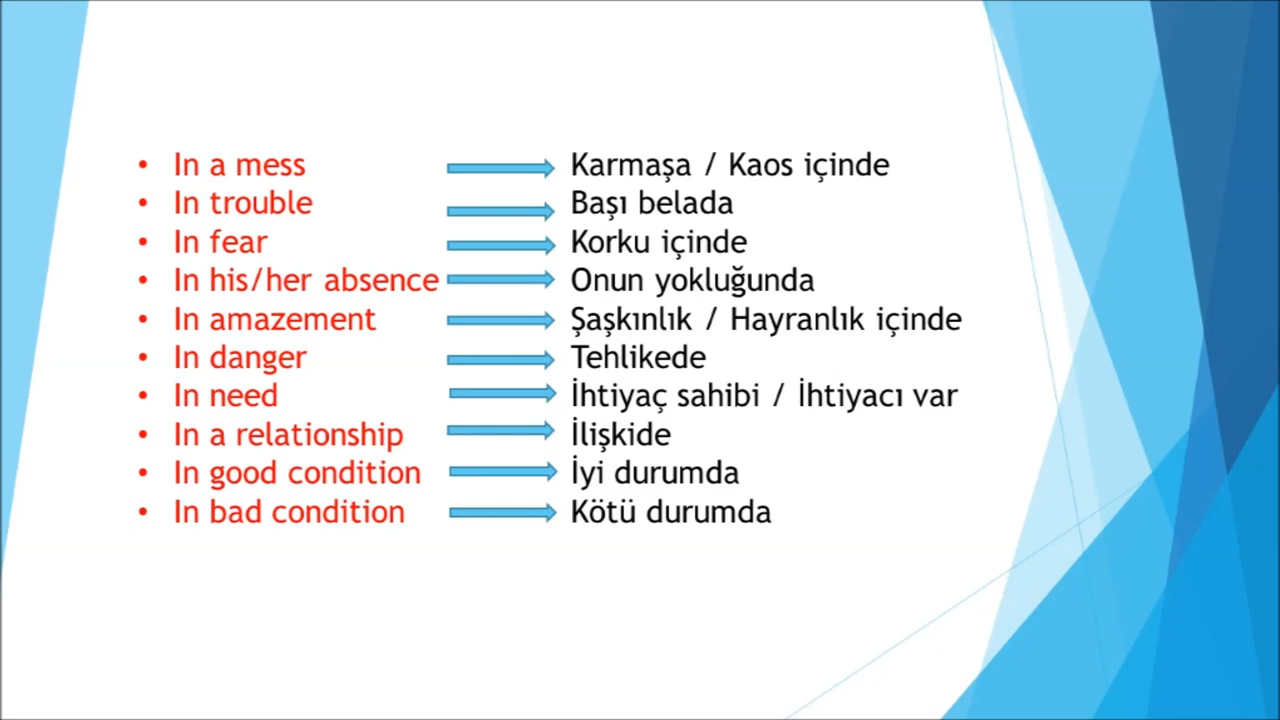 • In a mess Karmaşa / Kaos içinde
• In trouble Başı belada
• In fear Korku içinde
• In his/her absence Onun yokluğunda
• In amazement Şaşkınlık / Hayranlık içinde
• In danger Tehlikede
• In need İhtiyaç sahibi / İhtiyacı var
• In a relationship İlişkide
• In good condition İyi durumda
• In bad condition Kötü durumda